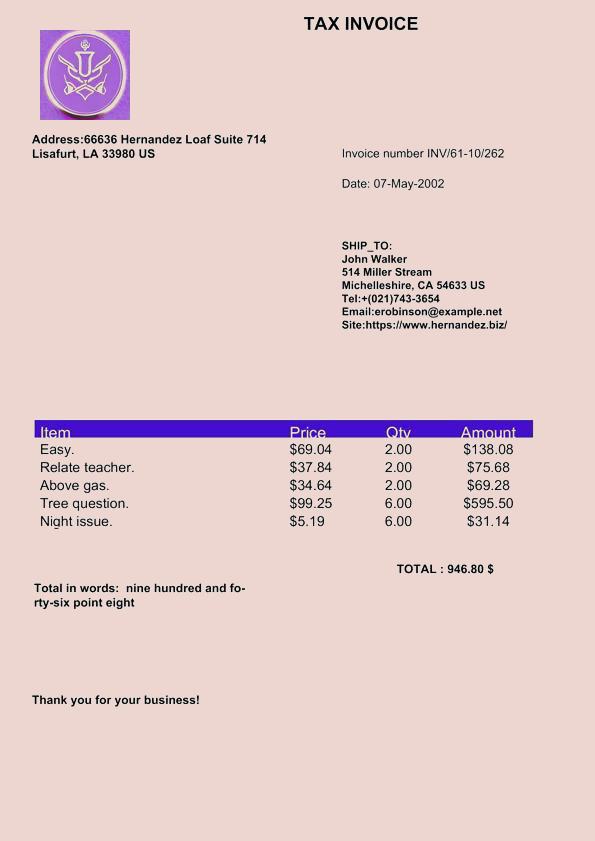 TAX INVOICE
Address:66636 Hernandez Loaf Suite 714
Lisafurt, LA 33980 US
Invoice number INV/61-10/262
Date: 07-May-2002
SHIP_TO:
John Walker
514 Miller Stream
Michelleshire, CA 54633 US
Tel:+(021)743-3654
Email:erobinson@example.net
Site:https://www.hernandez.biz/
Item Price Qty Amount
Easy. $69.04 2.00 $138.08
Relate teacher. $37.84 2.00 $75.68
Above gas. $34.64 2.00 $69.28
Tree question. $99.25 6.00 $595.50
Night issue. $5.19 6.00 $31.14
TOTAL : 946.80 $
Total in words: nine hundred and fo-
rty-six point eight
Thank you for your business!